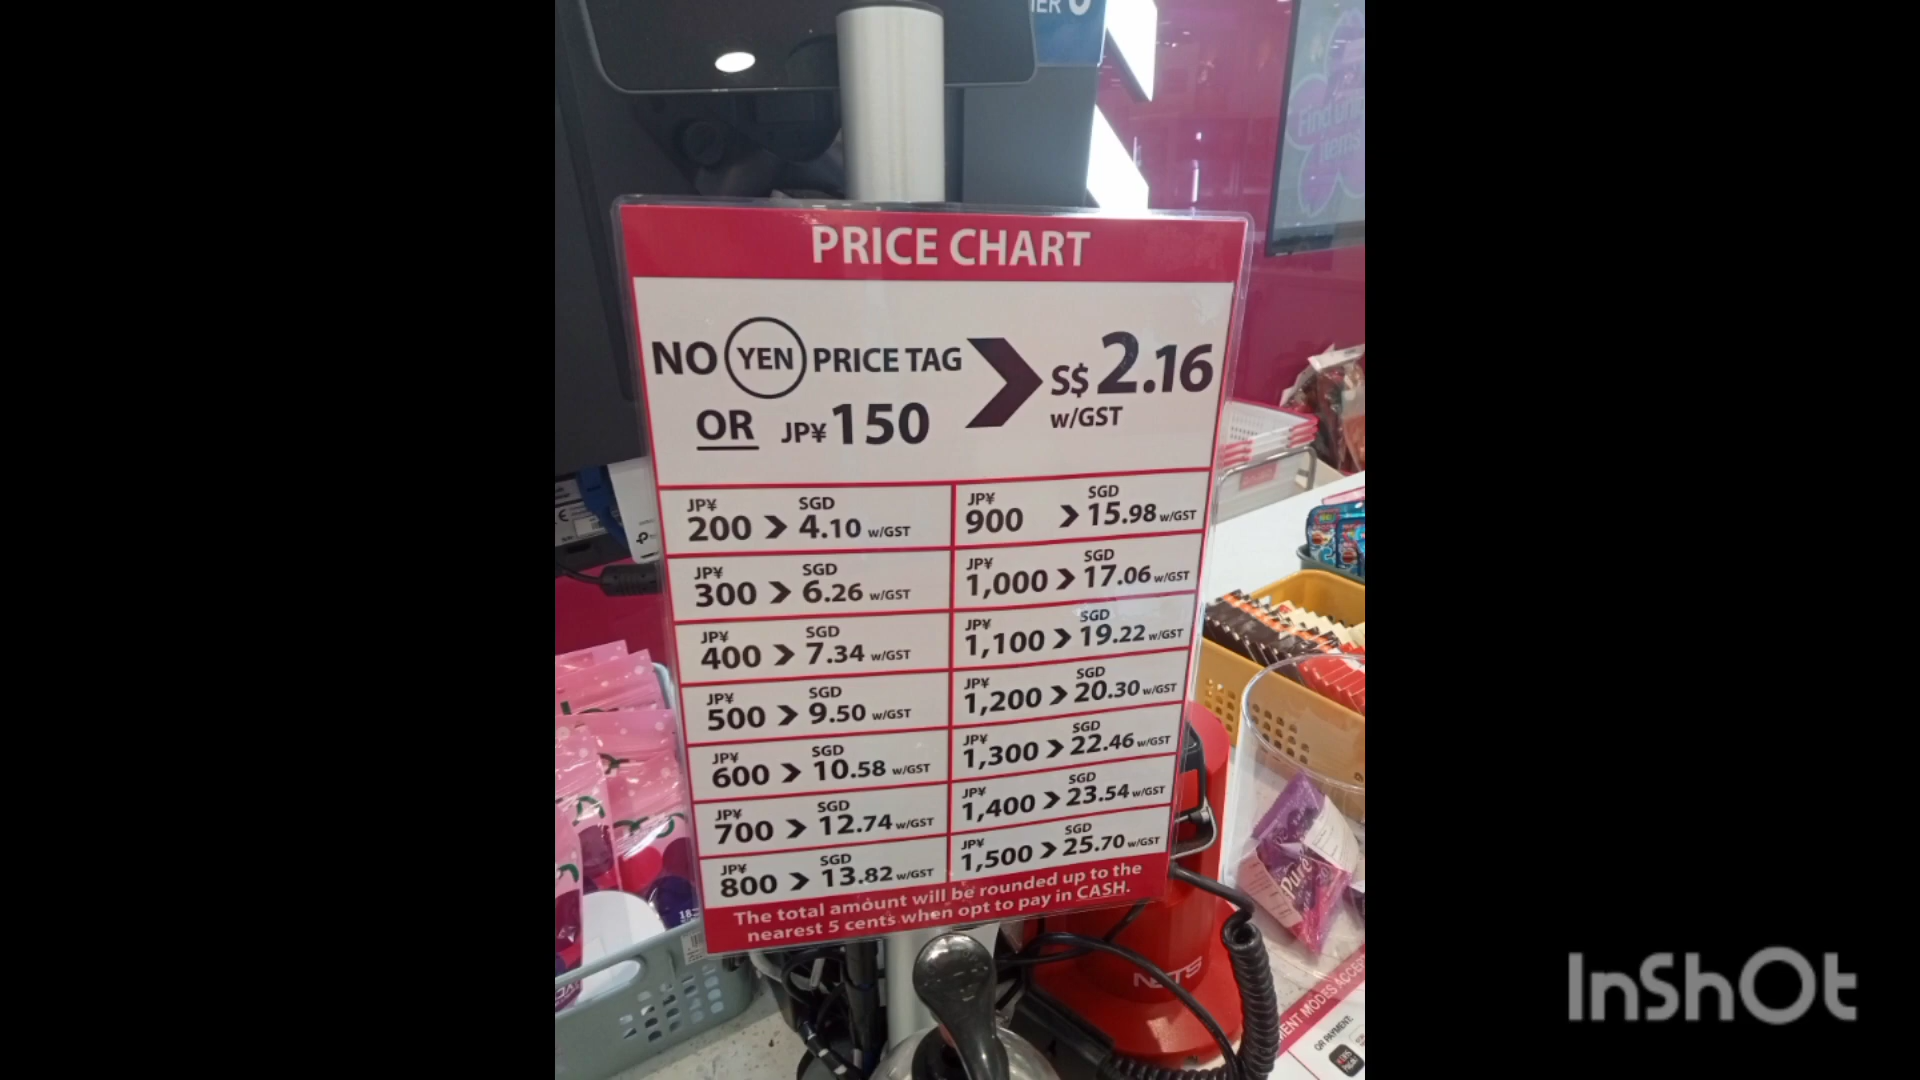 PRICE CHART
NO YEN PRICE TAG
OR JP¥150
S$2.16
w/GST
JP¥ 200 > SGD 4.10 w/GST
JP¥ 300 > SGD 6.26 w/GST
JP¥ 400 > SGD 7.34 w/GST
JP¥ 500 > SGD 9.50 w/GST
JP¥ 600 > SGD 10.58 w/GST
JP¥ 700 > SGD 12.74 w/GST
JP¥ 800 > SGD 13.82 w/GST
JP¥ 900 > SGD 15.98 w/GST
JP¥ 1,000 > SGD 17.06 w/GST
JP¥ 1,100 > SGD 19.22 w/GST
JP¥ 1,200 > SGD 20.30 w/GST
JP¥ 1,300 > SGD 22.46 w/GST
JP¥ 1,400 > SGD 23.54 w/GST
JP¥ 1,500 > SGD 25.70 w/GST
The total amount will be rounded up to the
nearest 5 cents when opt to pay in CASH.
Find
Items
Puré
NETS
QR PAYMENT:
InShOt